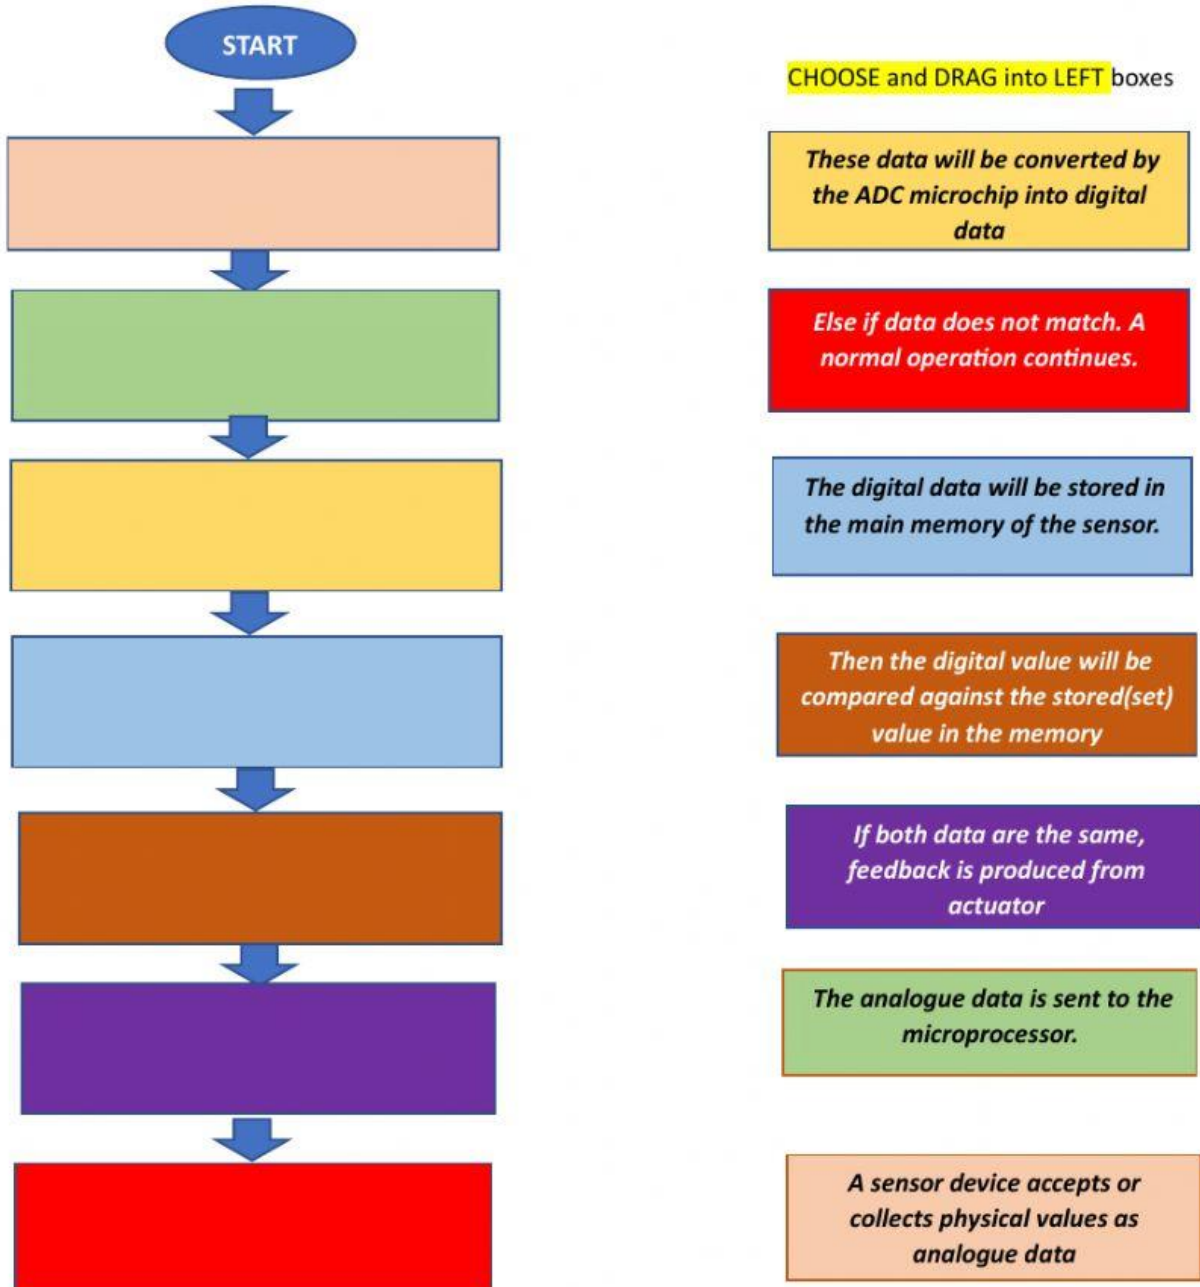 START
CHOOSE and DRAG into LEFT boxes
These data will be converted by
the ADC microchip into digital
data
Else if data does not match. A
normal operation continues.
The digital data will be stored in
the main memory of the sensor.
Then the digital value will be
compared against the stored(set)
value in the memory
If both data are the same,
feedback is produced from
actuator
The analogue data is sent to the
microprocessor.
A sensor device accepts or
collects physical values as
analogue data